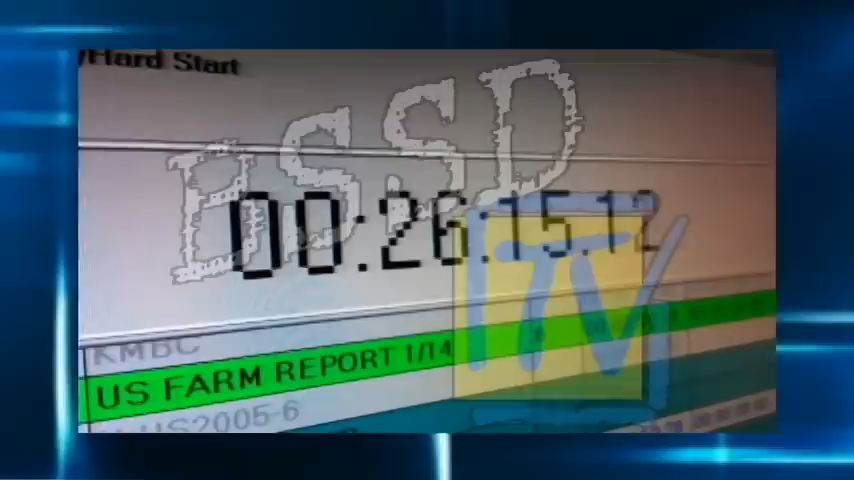 /Hard Start
BSSD
00:26:15.12
TV
KMBC
US FARM REPORT 1/14
US2005-6